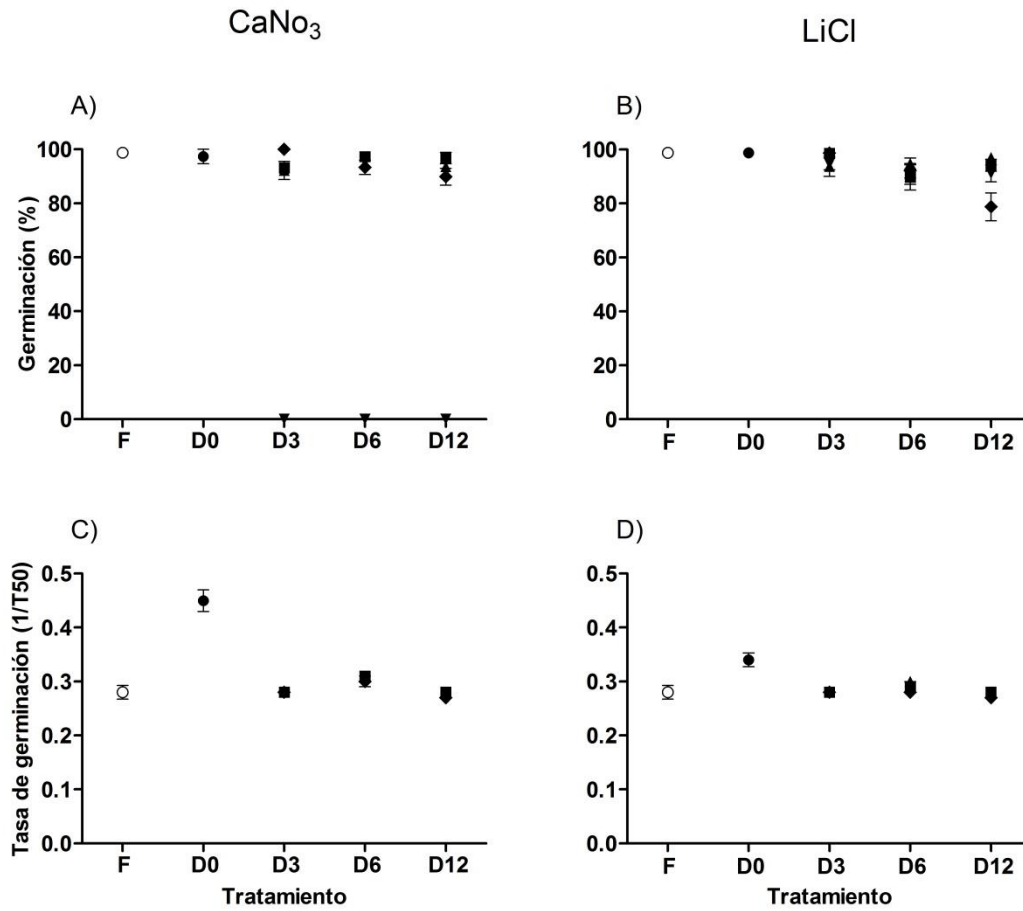 CaNo₃
LiCl
A)
B)
Germinación (%)
100
80
60
40
20
0
F D0 D3 D6 D12
100
80
60
40
20
0
F D0 D3 D6 D12
C)
D)
Tasa de germinación (1/T50)
0.5
0.4
0.3
0.2
0.1
0.0
F D0 D3 D6 D12
Tratamiento
0.5
0.4
0.3
0.2
0.1
0.0
F D0 D3 D6 D12
Tratamiento